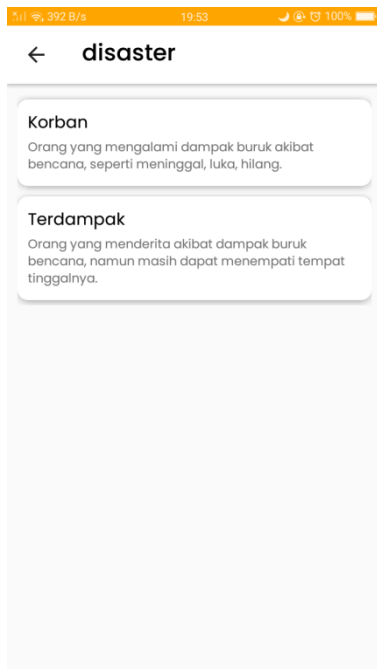 392 B/s 19:53 100%
disaster
Korban
Orang yang mengalami dampak buruk akibat
bencana, seperti meninggal, luka, hilang.
Terdampak
Orang yang menderita akibat dampak buruk
bencana, namun masih dapat menempati tempat
tinggalnya.